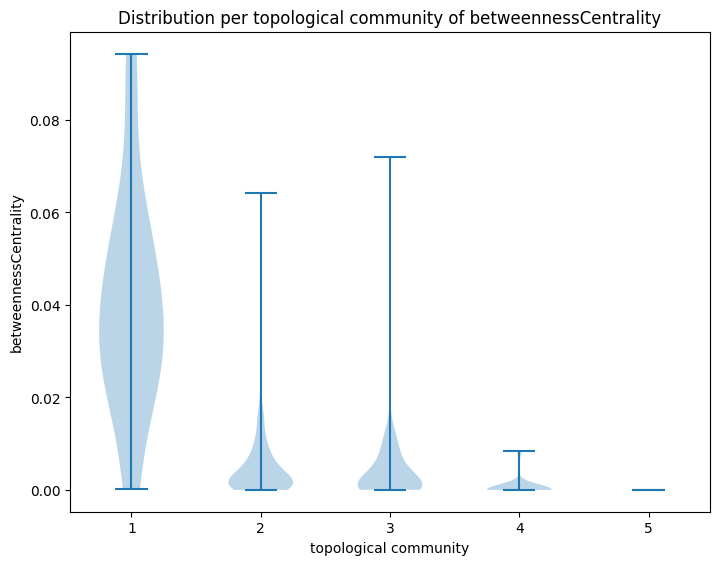 Distribution per topological community of betweennessCentrality
betweennessCentrality
0.08
0.06
0.04
0.02
0.00
1 2 3 4 5
topological community